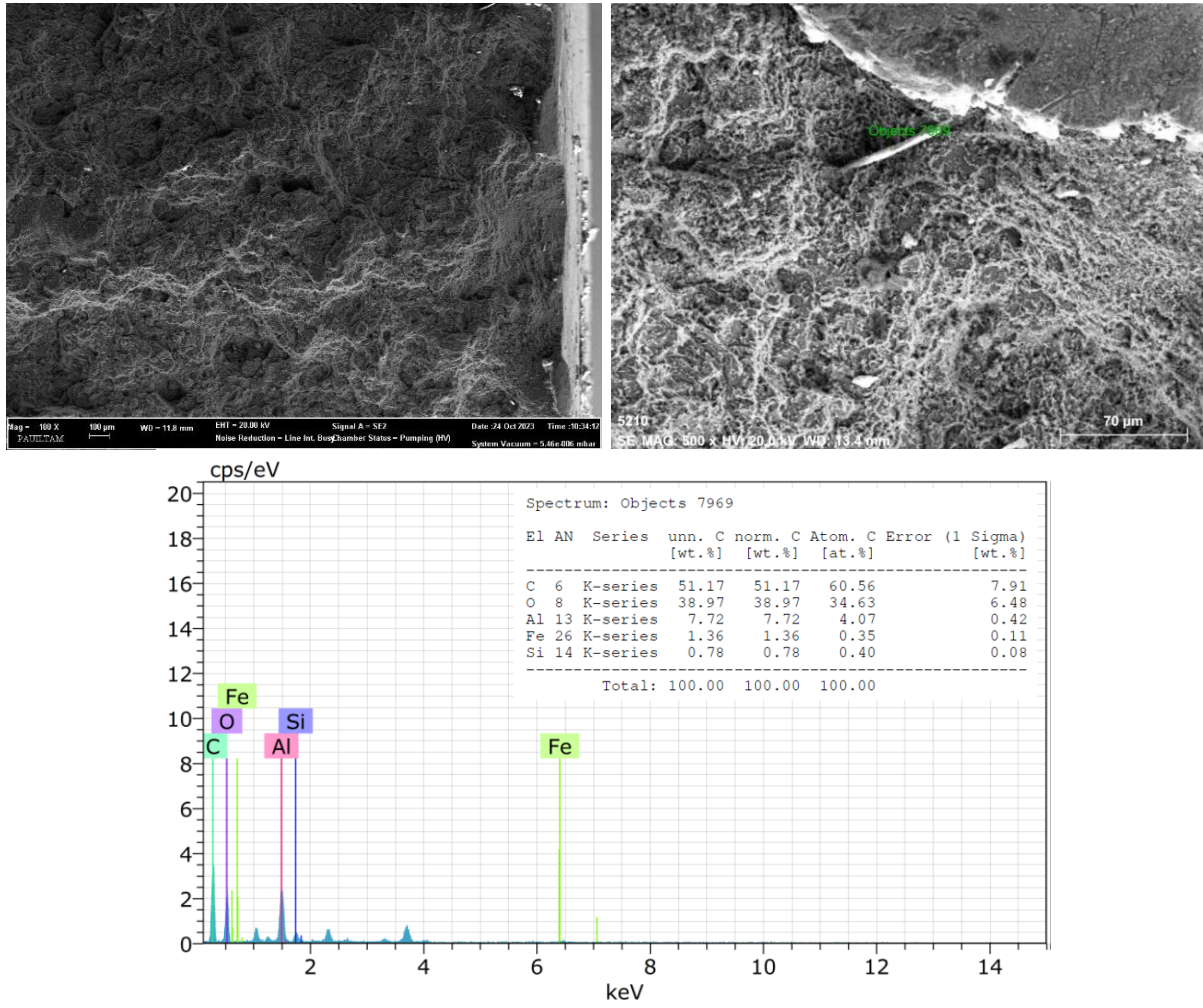 Mag = 100 X
100 µm
WD = 11.8 mm
EHT = 20.00 kV
Signal A = SE2
Date :24 Oct 2023
Time :10:34:12
PAUILTAM
Noise Reduction = Line Int. Busy
Chamber Status = Pumping (HV)
System Vacuum = 5.46e-006 mbar
Objects 7969
5210
70 µm
SE MAG: 500 x HV: 20.0 kV WD: 13.4 mm
cps/eV
Spectrum: Objects 7969
El AN Series unn. C norm. C Atom. C Error (1 Sigma)
[wt.%] [wt.%] [at.%] [wt.%]
C 6 K-series 51.17 51.17 60.56 7.91
O 8 K-series 38.97 38.97 34.63 6.48
Al 13 K-series 7.72 7.72 4.07 0.42
Fe 26 K-series 1.36 1.36 0.35 0.11
Si 14 K-series 0.78 0.78 0.40 0.08
Total: 100.00 100.00 100.00
20
18
16
14
12
10
8
6
4
2
0
Fe
O
Si
C
Al
Fe
2 4 6 8 10 12 14
keV